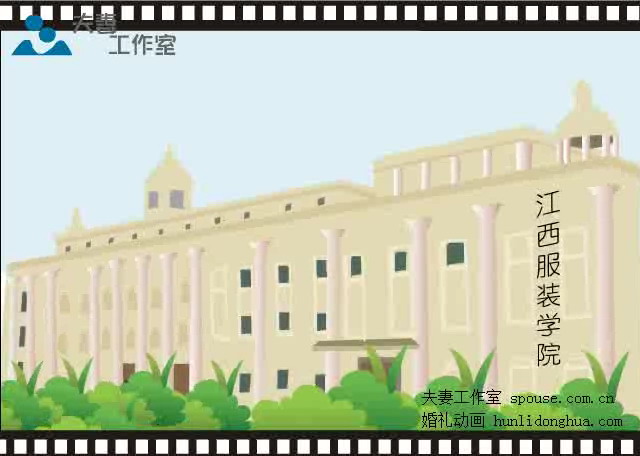 夫妻
工作室
江西服装学院
夫妻工作室 spouse.com.cn
婚礼动画 hunlidonghua.com